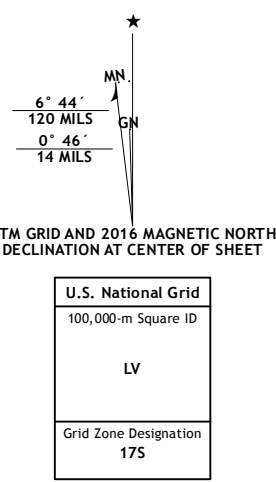 MN
6° 44´
120 MILS
GN
0° 46´
14 MILS
TM GRID AND 2016 MAGNETIC NORTH
DECLINATION AT CENTER OF SHEET
U.S. National Grid
100,000-m Square ID
LV
Grid Zone Designation
17S